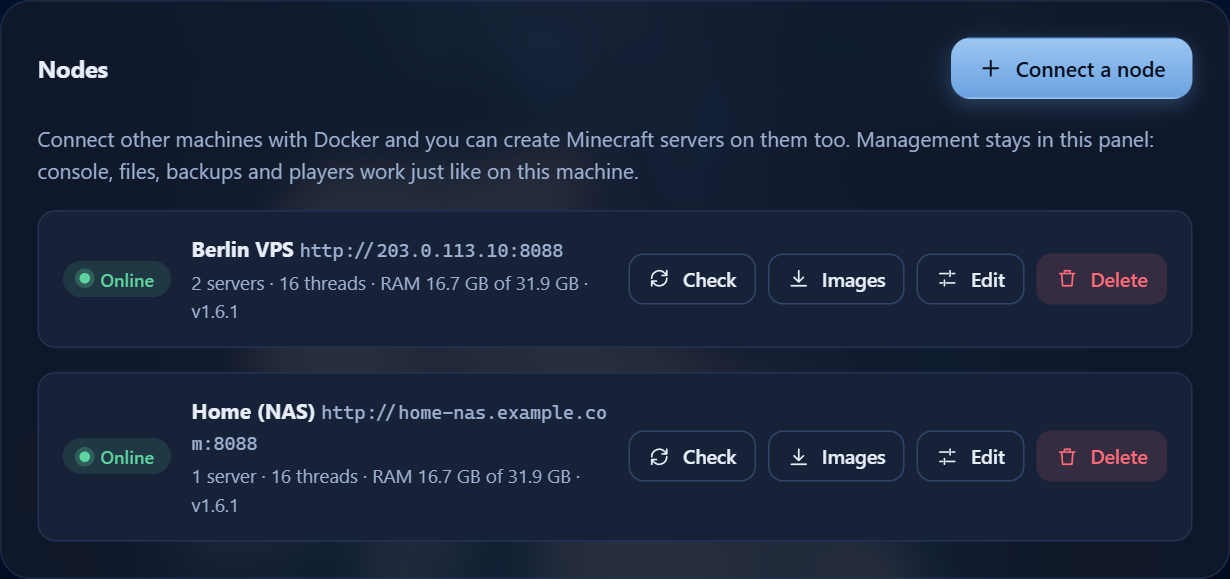 Nodes
+ Connect a node
Connect other machines with Docker and you can create Minecraft servers on them too. Management stays in this panel:
console, files, backups and players work just like on this machine.
Online
Berlin VPS http://203.0.113.10:8088
2 servers · 16 threads · RAM 16.7 GB of 31.9 GB ·
v1.6.1
Check
Images
Edit
Delete
Online
Home (NAS) http://home-nas.example.co
m:8088
1 server · 16 threads · RAM 16.7 GB of 31.9 GB ·
v1.6.1
Check
Images
Edit
Delete